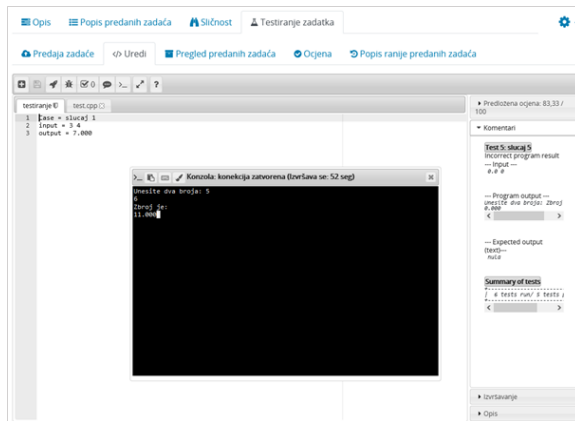 Opis Popis predanih zadaća Sličnost Testiranje zadatka
Predaja zadaće </> Uredi Pregled predanih zadaća Ocjena Popis ranije predanih zadaća
0 >_ ?
testiranje test.cpp
1 Case = slucaj 1
2 input = 3 4
3 output = 7.000
>_ Konzola: konekcija zatvorena (Izvršava se: 52 seg)
Unesite dva broja: 5
6
Zbroj je:
11.000
Predložena ocjena: 83,33 /
100
Komentari
Test 5: slucaj 5
Incorrect program result
--- Input ---
0.0 0
--- Program output ---
Unesite dva broja: Zbroj
0.000
--- Expected output
(text)---
nula
Summary of tests
| 6 tests run/ 5 tests
Izvršavanje
Opis